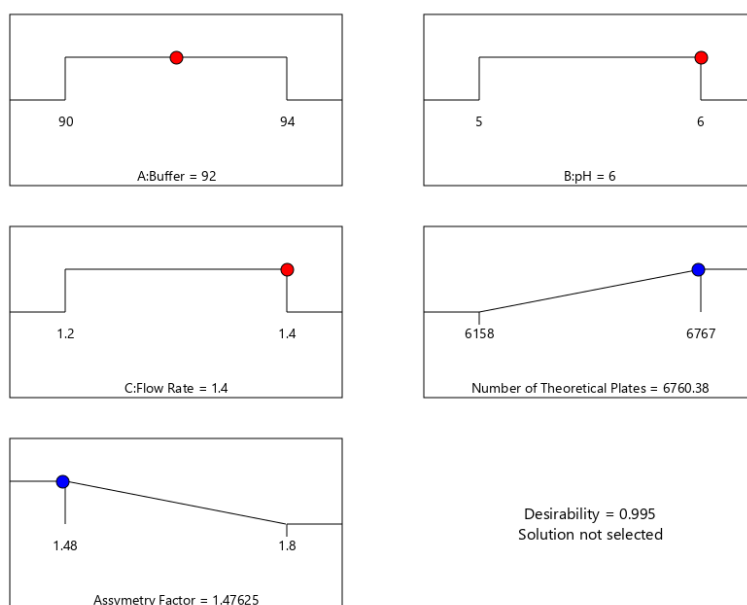 90 94
A:Buffer = 92
5 6
B:pH = 6
1.2 1.4
C:Flow Rate = 1.4
6158 6767
Number of Theoretical Plates = 6760.38
1.48 1.8
Assymetry Factor = 1.47625
Desirability = 0.995
Solution not selected